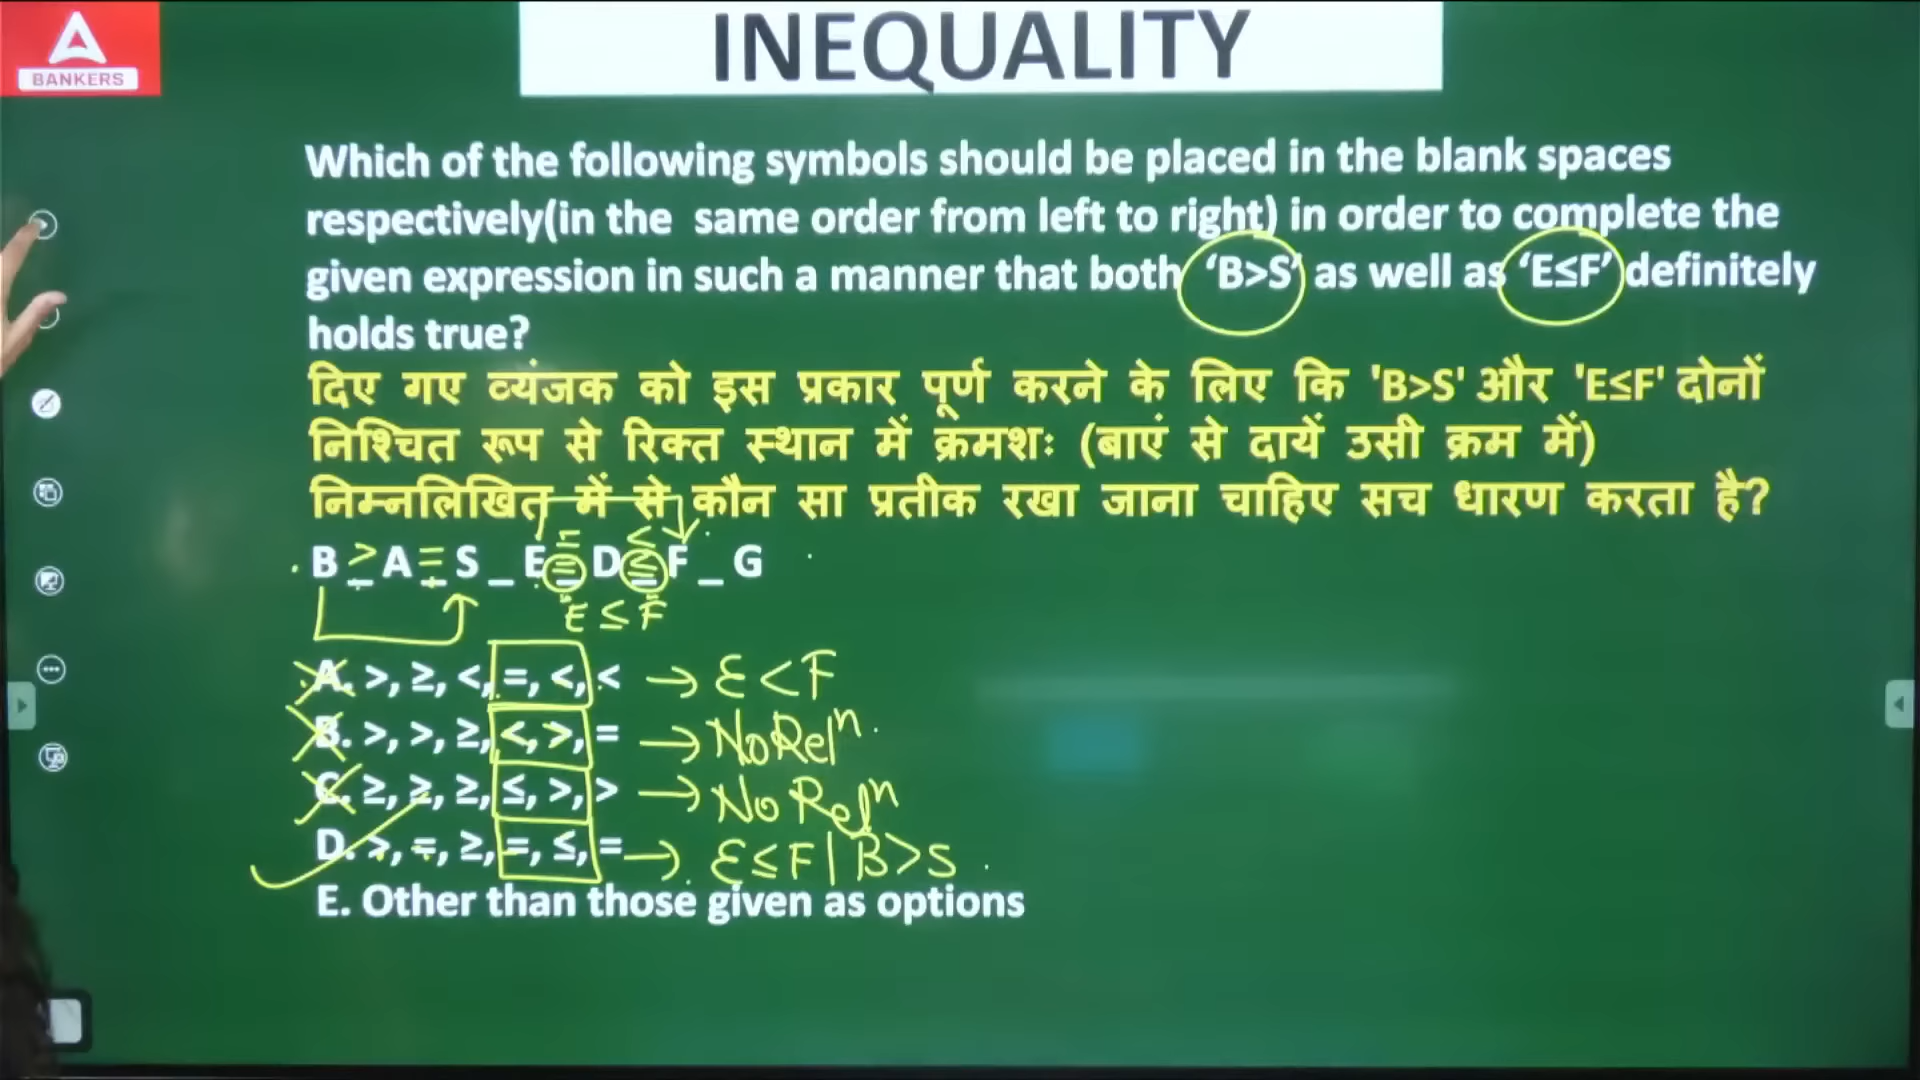 BANKERS
INEQUALITY
Which of the following symbols should be placed in the blank spaces
respectively(in the same order from left to right) in order to complete the
given expression in such a manner that both ‘B>S’ as well as ‘E≤F’ definitely
holds true?
दिए गए व्यंजक को इस प्रकार पूर्ण करने के लिए कि 'B>S' और 'E≤F' दोनों
निश्चित रूप से रिक्त स्थान में क्रमशः (बाएं से दायें उसी क्रम में)
निम्नलिखित में से कौन सा प्रतीक रखा जाना चाहिए सच धारण करता है?
B > A = S _ E = D ≤ F _ G
E ≤ F
A. >, ≥, <, =, <, < → E < F
B. >, >, ≥, <, >, = → No Relⁿ.
C. ≥, ≥, ≥, ≤, >, > → No Relⁿ
D. >, =, ≥, =, ≤, = → E ≤ F | B > S
E. Other than those given as options